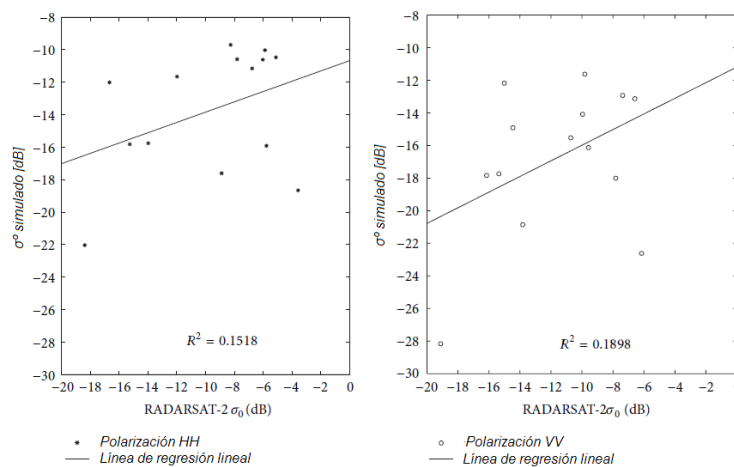 −8
−10
−12
−14
−16
−18
−20
−22
−24
−26
−28
−30
σº simulado [dB]
R² = 0.1518
−20 −18 −16 −14 −12 −10 −8 −6 −4 −2 0
RADARSAT-2 σ₀ (dB)
Polarización HH
Línea de regresión lineal
−8
−10
−12
−14
−16
−18
−20
−22
−24
−26
−28
−30
σº simulado [dB]
R² = 0.1898
−20 −18 −16 −14 −12 −10 −8 −6 −4 −2 0
RADARSAT-2σ₀ (dB)
Polarización VV
Línea de regresión lineal